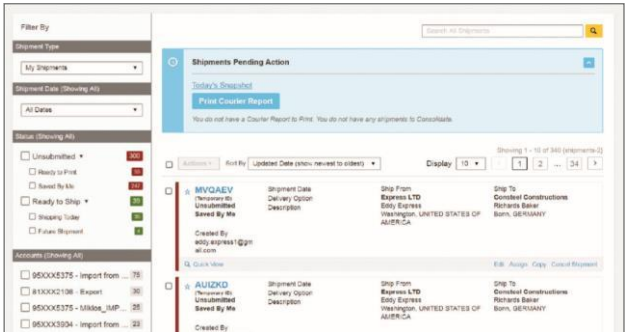 Filter By
Search All Shipments
Shipment Type
My Shipments
Shipments Pending Action
Shipment Date (Showing All)
Today's Snapshot
Print Courier Report
All Dates
You do not have a Courier Report to Print. You do not have any shipments to Consolidate.
Status (Showing All)
Showing 1 - 10 of 340 (shipments-2)
Unsubmitted 300
Actions Sort By Updated Date (show newest to oldest) Display 10 1 2 ... 34
Ready to Print
Saved By Me 242
Ready to Ship 39
Shipping Today
Future Shipment
MVQAEV Shipment Date Ship From Ship To
(Temporary ID) Delivery Option Express LTD Consteel Constructions
Unsubmitted Description Eddy Express Richards Baker
Saved By Me Washington, UNITED STATES OF AMERICA Bonn, GERMANY
Created By
eddy.express1@gmail.com
Accounts (Showing All)
Quick View Edit Assign Copy Cancel Shipment
95XXX5375 - Import from ... 75
61XXX2108 - Export 30
95XXX5375 - Miklos_IMP... 25
95XXX3934 - Import from ... 23
AUIZKD Shipment Date Ship From Ship To
(Temporary ID) Delivery Option Express LTD Consteel Constructions
Unsubmitted Description Eddy Express Richards Baker
Saved By Me Washington, UNITED STATES OF AMERICA Bonn, GERMANY
Created By